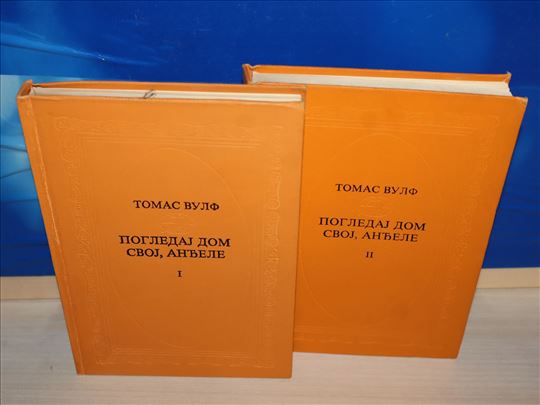 ТОМАС ВУЛФ
ПОГЛЕДАЈ ДОМ
СВОЈ, АНЂЕЛЕ
I
ТОМАС ВУЛФ
ПОГЛЕДАЈ ДОМ
СВОЈ, АНЂЕЛЕ
II